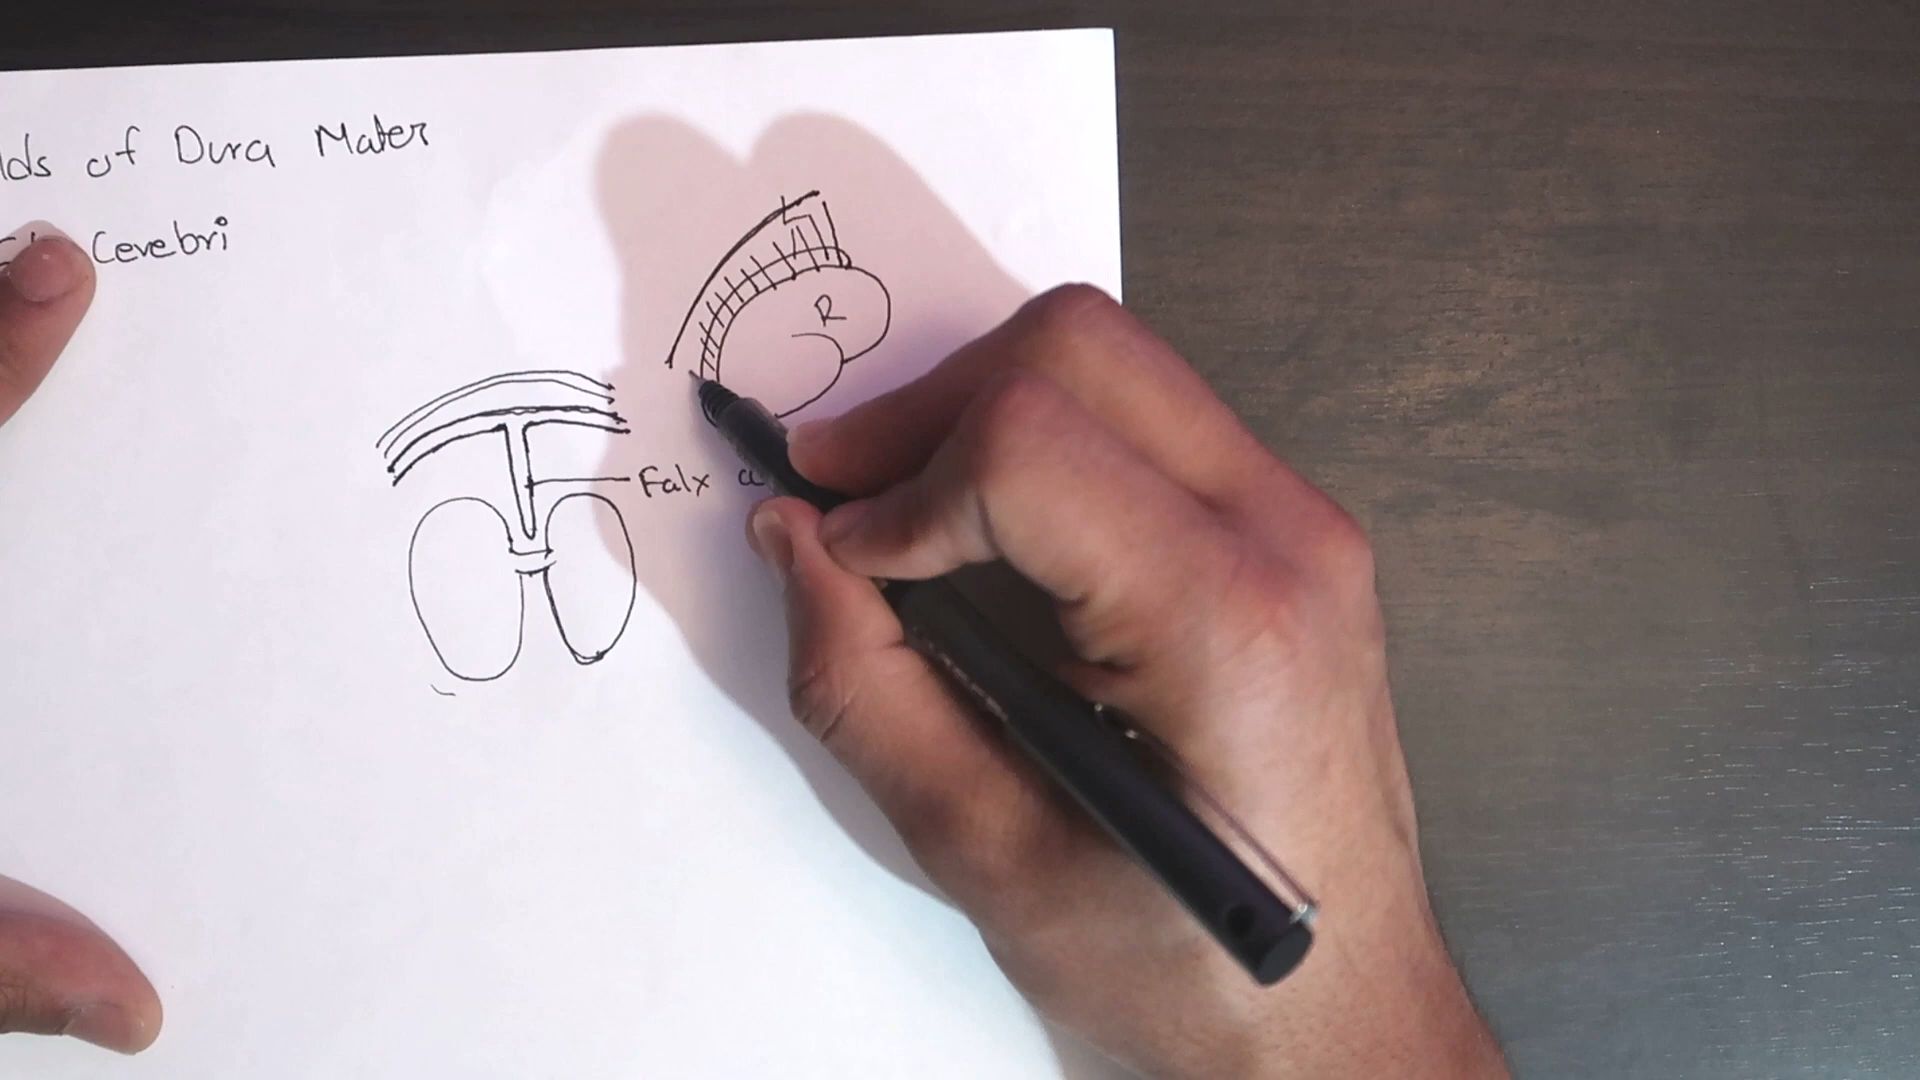 lds of Dura Mater
Cerebri
R
L
Falx